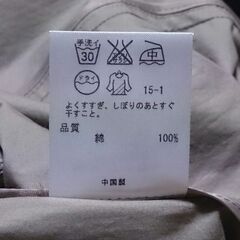 手洗イ
30
中
ドライ
15-1
よくすすぎ、しぼりのあとすぐ
干すこと。
品質
綿 100%
中国製